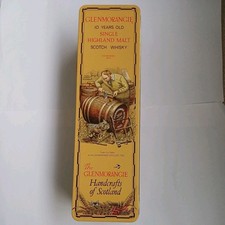 GLENMORANGIE
10 YEARS OLD
SINGLE
HIGHLAND MALT
SCOTCH WHISKY
The
GLENMORANGIE
Handcrafts
of Scotland